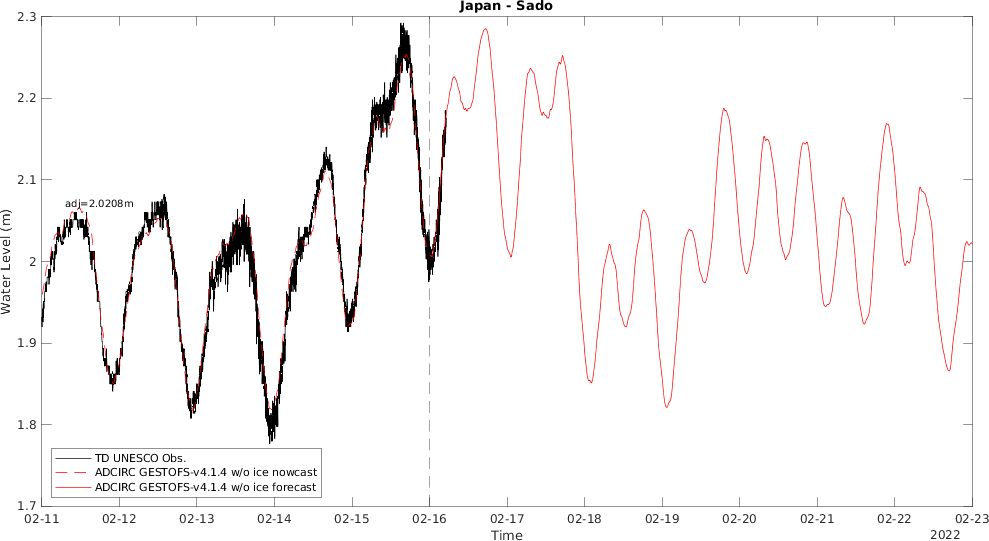 Japan - Sado
2.3
2.2
2.1
2
1.9
1.8
1.7
Water Level (m)
adj=2.0208m
TD UNESCO Obs.
ADCIRC GESTOFS-v4.1.4 w/o ice nowcast
ADCIRC GESTOFS-v4.1.4 w/o ice forecast
02-11 02-12 02-13 02-14 02-15 02-16 02-17 02-18 02-19 02-20 02-21 02-22 02-23
Time
2022